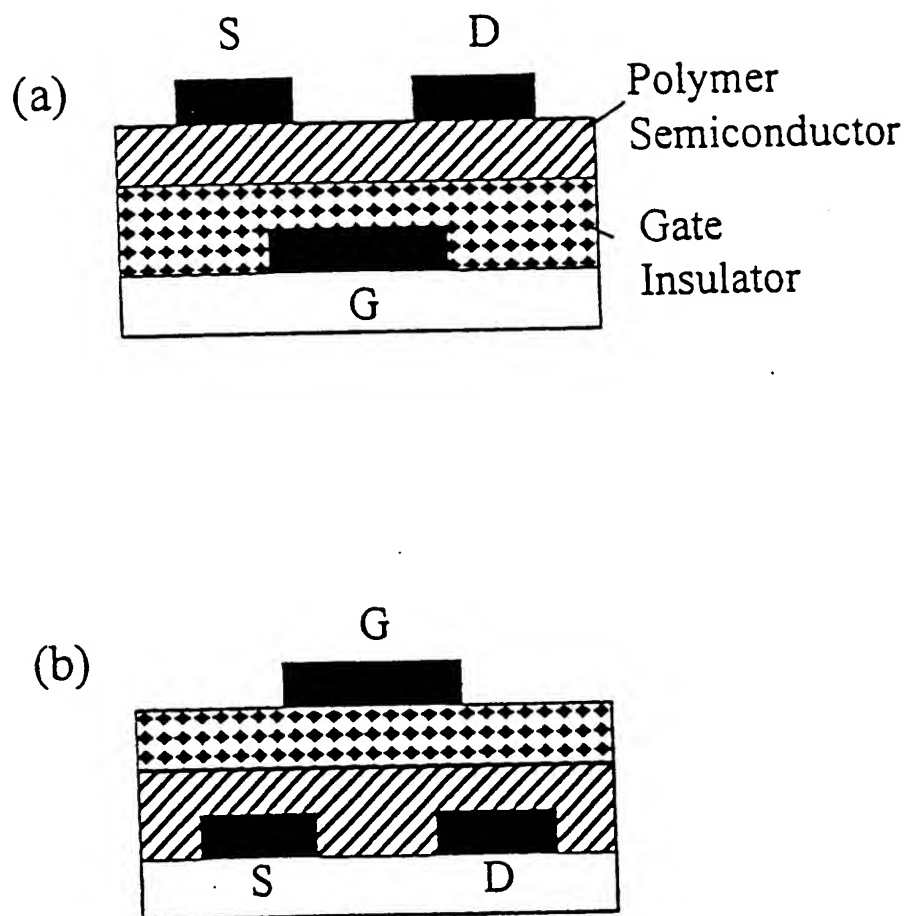 S D
(a)
Polymer
Semiconductor
Gate
Insulator
G
G
(b)
S D